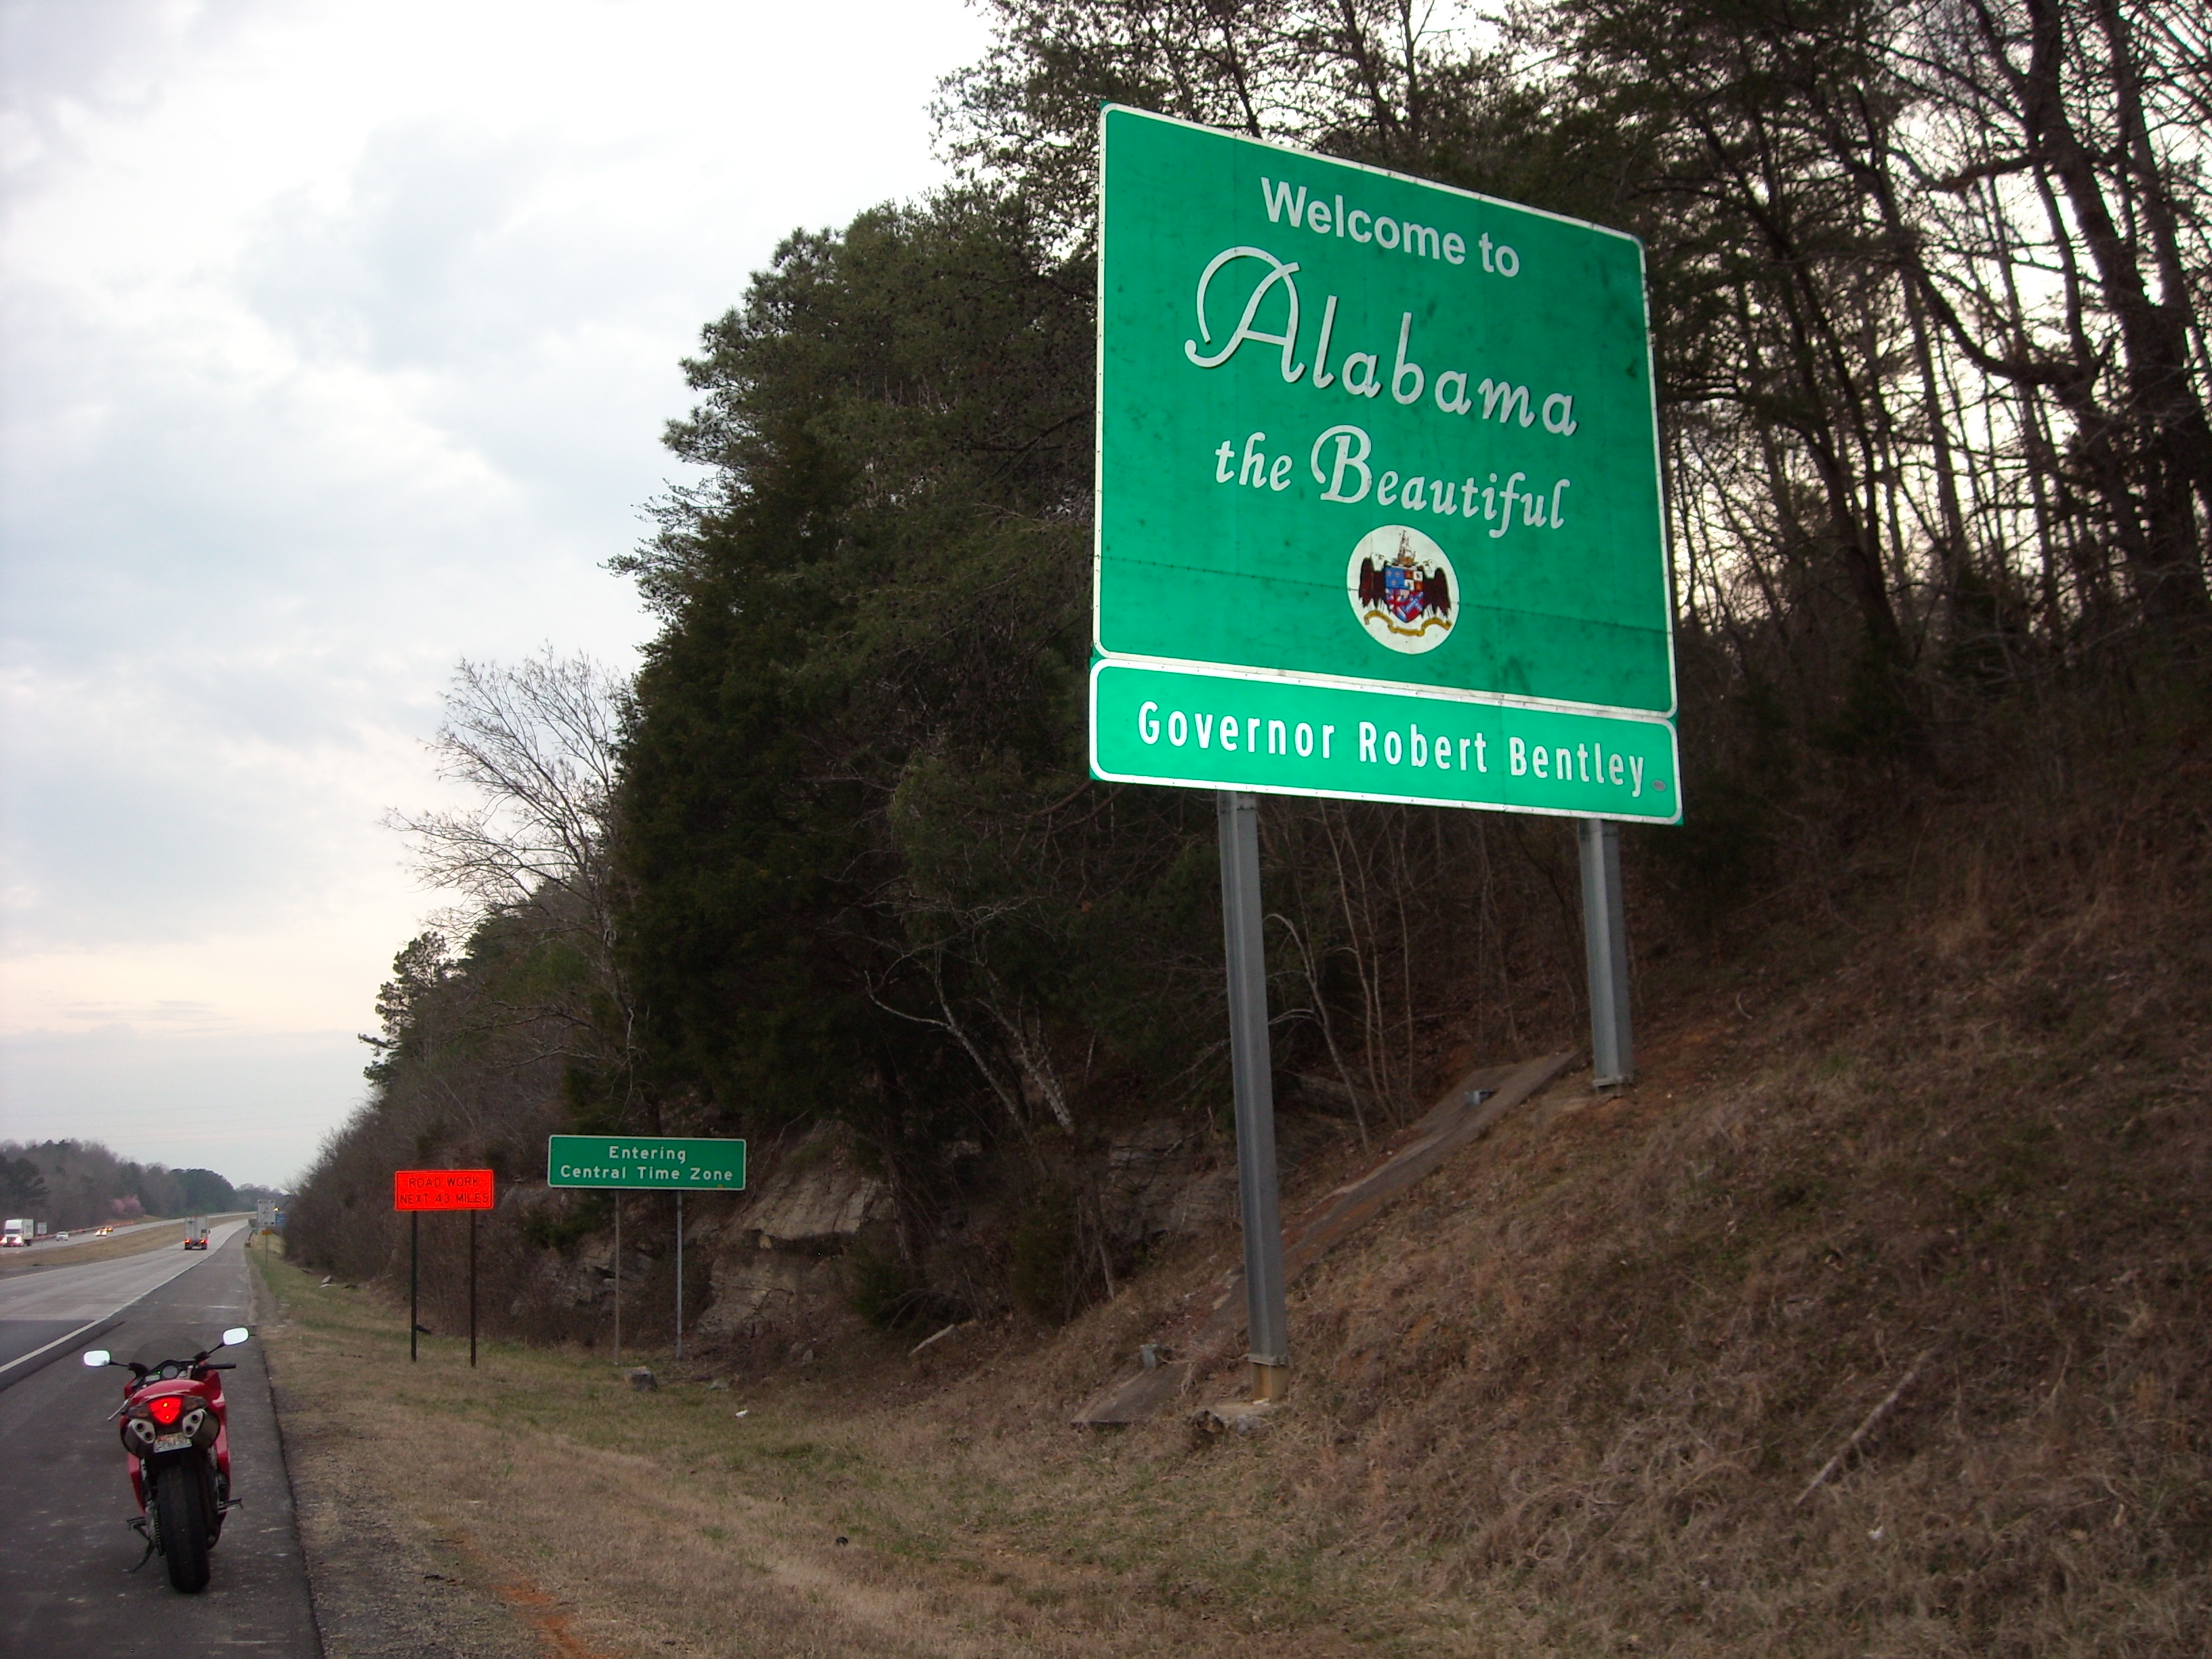 Welcome to
Alabama
the Beautiful
Governor Robert Bentley
Entering
Central Time Zone
ROAD WORK
NEXT 43 MILES